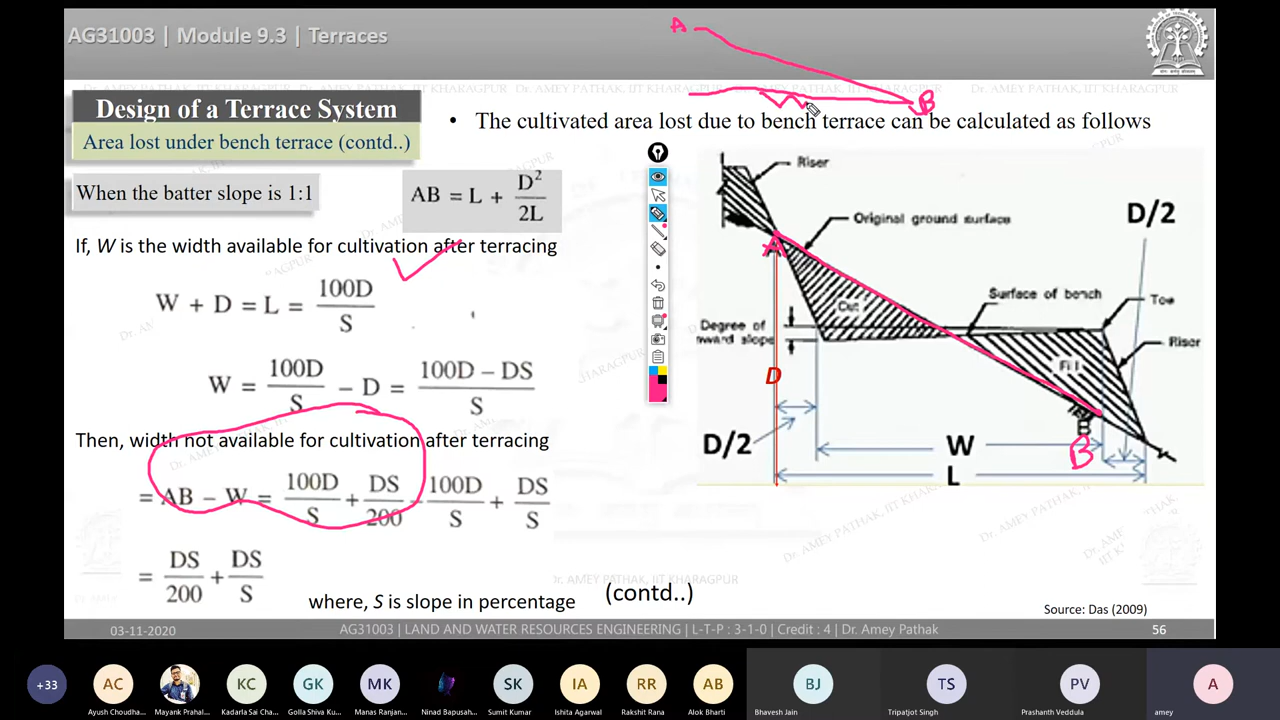 AG31003 | Module 9.3 | Terraces
A
B
Design of a Terrace System
Area lost under bench terrace (contd..)
• The cultivated area lost due to bench terrace can be calculated as follows
When the batter slope is 1:1
AB = L + D²/2L
If, W is the width available for cultivation after terracing
W + D = L = 100D/S
W = 100D/S − D = 100D − DS/S
Then, width not available for cultivation after terracing
= AB − W = 100D/S + DS/200 − 100D/S + DS/S
= DS/200 + DS/S
where, S is slope in percentage
(contd..)
Riser
Original ground surface
D/2
A
Cut
Surface of bench
Toe
Degree of
inward slope
Riser
Fill
D
B
B
D/2
W
L
Source: Das (2009)
03-11-2020
AG31003 | LAND AND WATER RESOURCES ENGINEERING | L-T-P : 3-1-0 | Credit : 4 | Dr. Amey Pathak
56
Dr. AMEY PATHAK, IIT KHARAGPUR
+33
AC
KC
GK
MK
SK
IA
RR
AB
BJ
TS
PV
A
Ayush Choudha...
Mayank Prahal...
Kadarla Sai Cha...
Golla Shiva Ku...
Manas Ranjan...
Ninad Bapusah...
Sumit Kumar
Ishita Agarwal
Rakshit Rana
Alok Bharti
Bhavesh Jain
Tripatjot Singh
Prashanth Veddula
amey